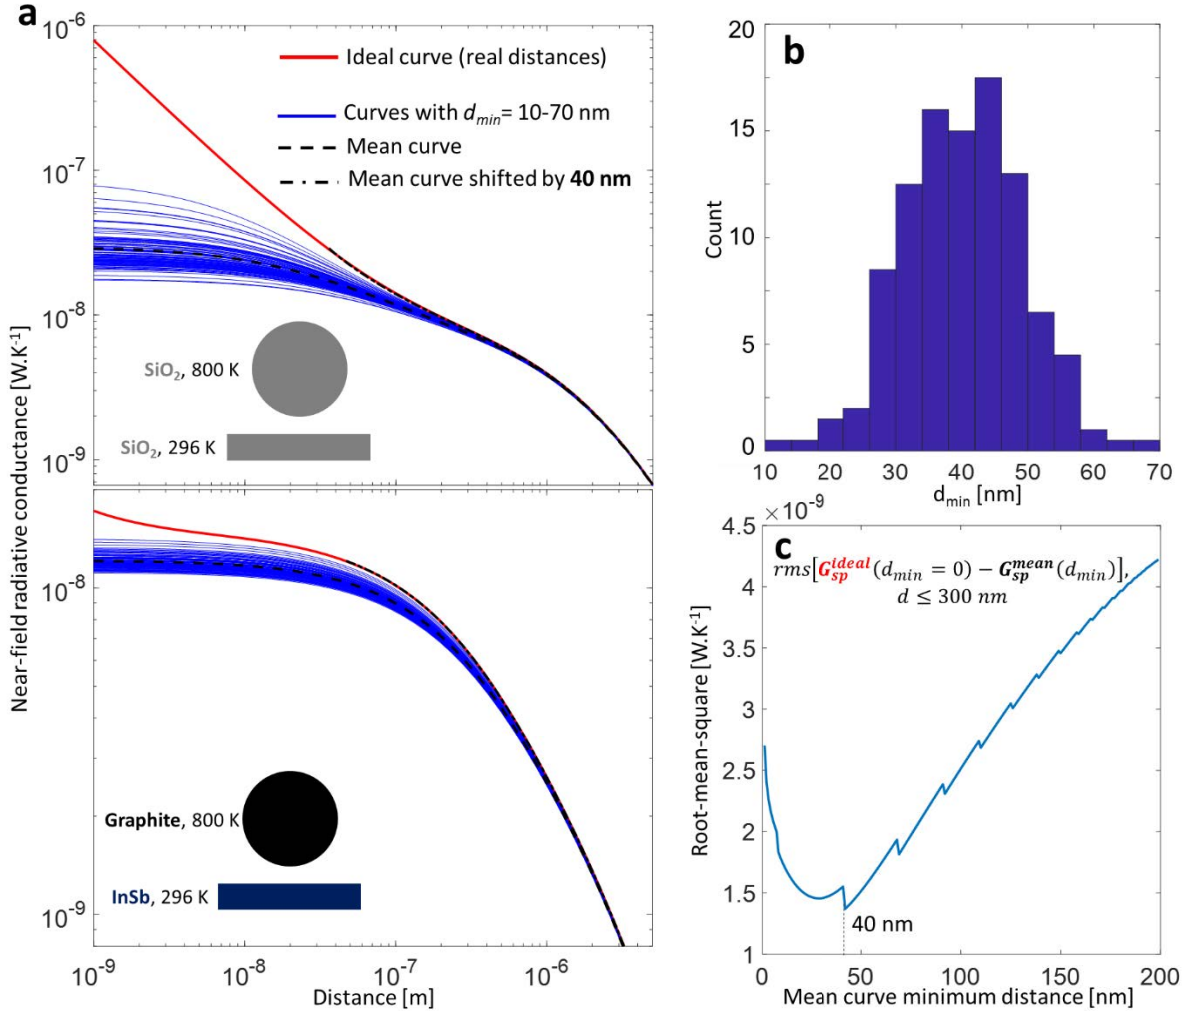 a
10⁻⁶
Ideal curve (real distances)
Curves with dₘᵢₙ= 10-70 nm
Mean curve
Mean curve shifted by 40 nm
10⁻⁷
10⁻⁸
SiO₂, 800 K
SiO₂, 296 K
10⁻⁹
Near-field radiative conductance [W.K⁻¹]
10⁻⁸
Graphite, 800 K
InSb, 296 K
10⁻⁹
10⁻⁹ 10⁻⁸ 10⁻⁷ 10⁻⁶
Distance [m]
b
20
15
10
5
0
Count
10 20 30 40 50 60 70
dₘᵢₙ [nm]
×10⁻⁹
c
rms[G_sp^ideal(dₘᵢₙ = 0) − G_sp^mean(dₘᵢₙ)],
d ≤ 300 nm
4.5
4
3.5
3
2.5
2
1.5
1
Root-mean-square [W.K⁻¹]
40 nm
0 50 100 150 200
Mean curve minimum distance [nm]